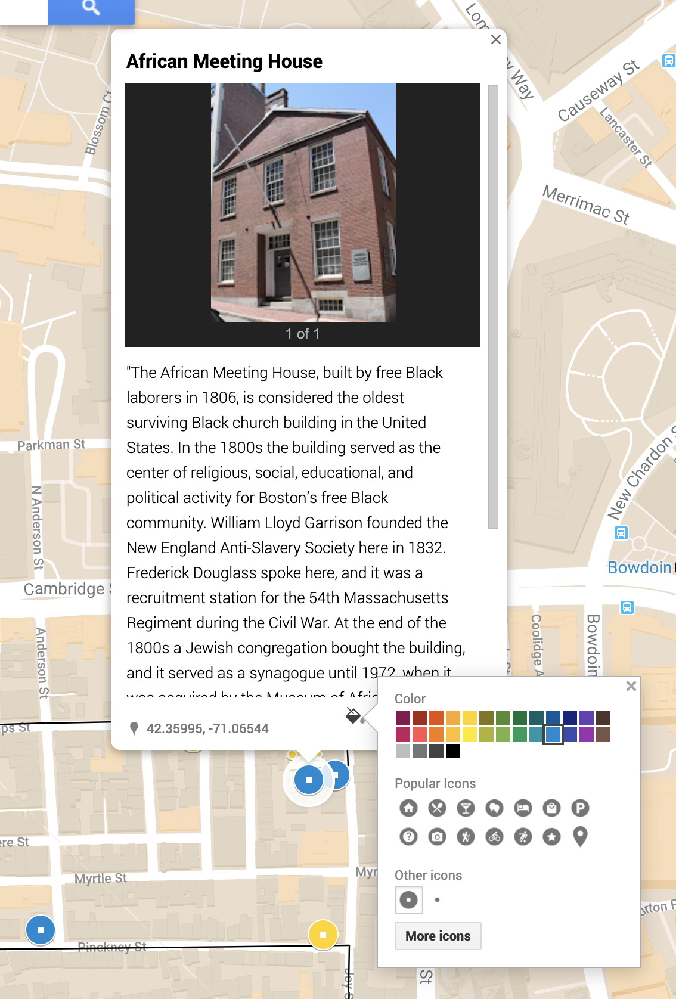 African Meeting House
1 of 1
"The African Meeting House, built by free Black
laborers in 1806, is considered the oldest
surviving Black church building in the United
States. In the 1800s the building served as the
center of religious, social, educational, and
political activity for Boston’s free Black
community. William Lloyd Garrison founded the
New England Anti-Slavery Society here in 1832.
Frederick Douglass spoke here, and it was a
recruitment station for the 54th Massachusetts
Regiment during the Civil War. At the end of the
1800s a Jewish congregation bought the building,
and it served as a synagogue until 1972, when it
was acquired by the Museum of Afric
42.35995, -71.06544
Color
Popular Icons
P
?
Other icons
More icons
Lom
ay Way
Causeway St
Lancaster St
Merrimac St
Blossom Ct
Parkman St
N Anderson St
Cambridge S
Anderson St
New Chardon S
Bowdoin
Coolidge A
Bowdoin
ps St
ere St
Myrtle St
Myr
Pinckney St
Joy S
St
urton P